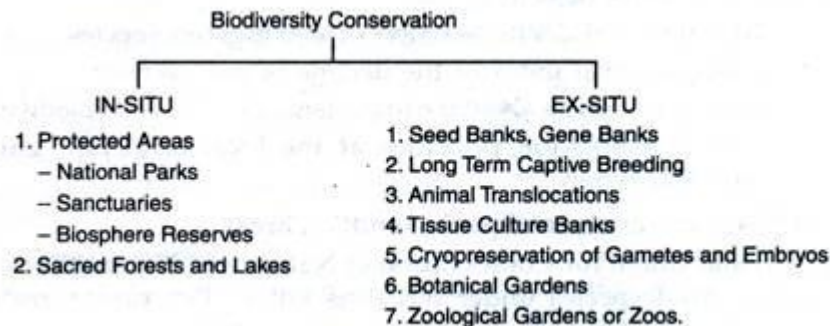 Biodiversity Conservation
IN-SITU
1. Protected Areas
– National Parks
– Sanctuaries
– Biosphere Reserves
2. Sacred Forests and Lakes
EX-SITU
1. Seed Banks, Gene Banks
2. Long Term Captive Breeding
3. Animal Translocations
4. Tissue Culture Banks
5. Cryopreservation of Gametes and Embryos
6. Botanical Gardens
7. Zoological Gardens or Zoos.